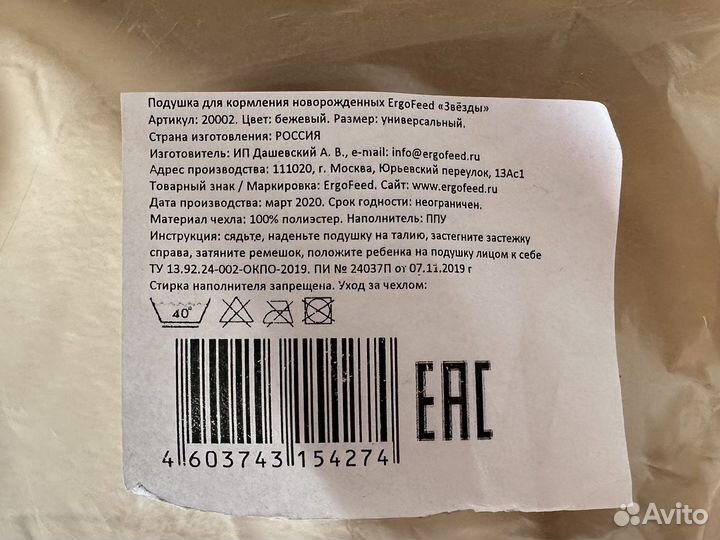 Подушка для кормления новорожденных ErgoFeed «Звёзды»
Артикул: 20002. Цвет: бежевый. Размер: универсальный.
Страна изготовления: РОССИЯ
Изготовитель: ИП Дашевский А. В., e-mail: info@ergofeed.ru
Адрес производства: 111020, г. Москва, Юрьевский переулок, 13Ас1
Товарный знак / Маркировка: ErgoFeed. Сайт: www.ergofeed.ru
Дата производства: март 2020. Срок годности: неограничен.
Материал чехла: 100% полиэстер. Наполнитель: ППУ
Инструкция: сядьте, наденьте подушку на талию, застегните застежку
справа, затяните ремешок, положите ребенка на подушку лицом к себе
ТУ 13.92.24-002-ОКПО-2019. ПИ № 24037П от 07.11.2019 г
Стирка наполнителя запрещена. Уход за чехлом:
40°
EAC
4 603743 154274
Avito